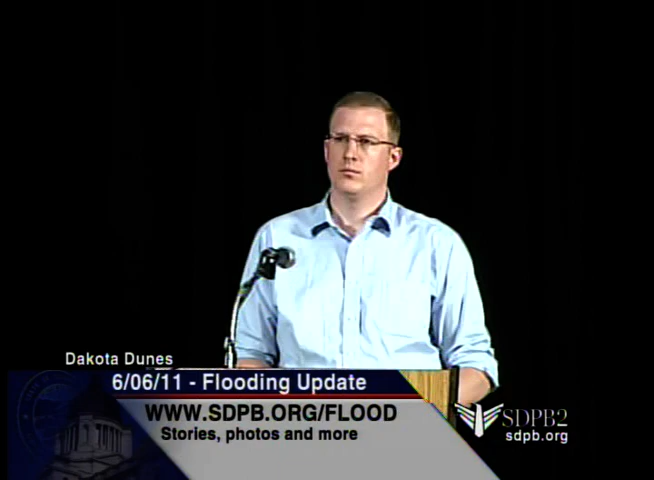 Dakota Dunes
6/06/11 - Flooding Update
WWW.SDPB.ORG/FLOOD
Stories, photos and more
SDPB2
sdpb.org